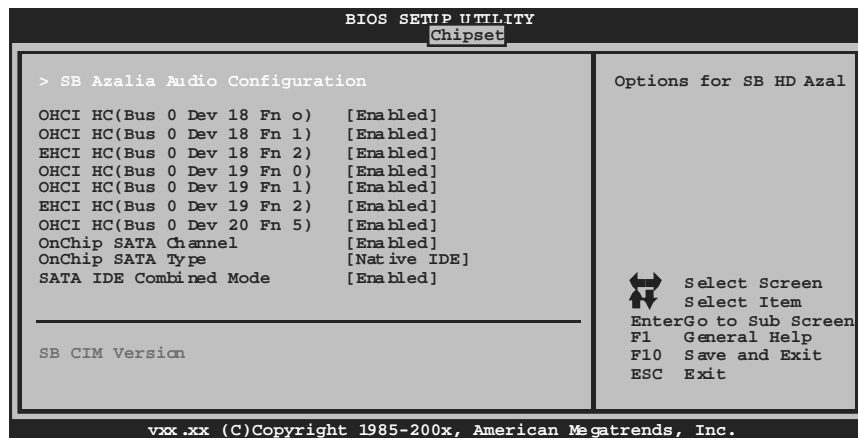 BIOS SETUP UTILITY
Chipset
> SB Azalia Audio Configuration
OHCI HC(Bus 0 Dev 18 Fn o) [Enabled]
OHCI HC(Bus 0 Dev 18 Fn 1) [Enabled]
EHCI HC(Bus 0 Dev 18 Fn 2) [Enabled]
OHCI HC(Bus 0 Dev 19 Fn 0) [Enabled]
OHCI HC(Bus 0 Dev 19 Fn 1) [Enabled]
EHCI HC(Bus 0 Dev 19 Fn 2) [Enabled]
OHCI HC(Bus 0 Dev 20 Fn 5) [Enabled]
OnChip SATA Channel [Enabled]
OnChip SATA Type [Native IDE]
SATA IDE Combined Mode [Enabled]
SB CIM Version
Options for SB HD Azal
Select Screen
Select Item
EnterGo to Sub Screen
F1 General Help
F10 Save and Exit
ESC Exit
vxx.xx (C)Copyright 1985-200x, American Megatrends, Inc.